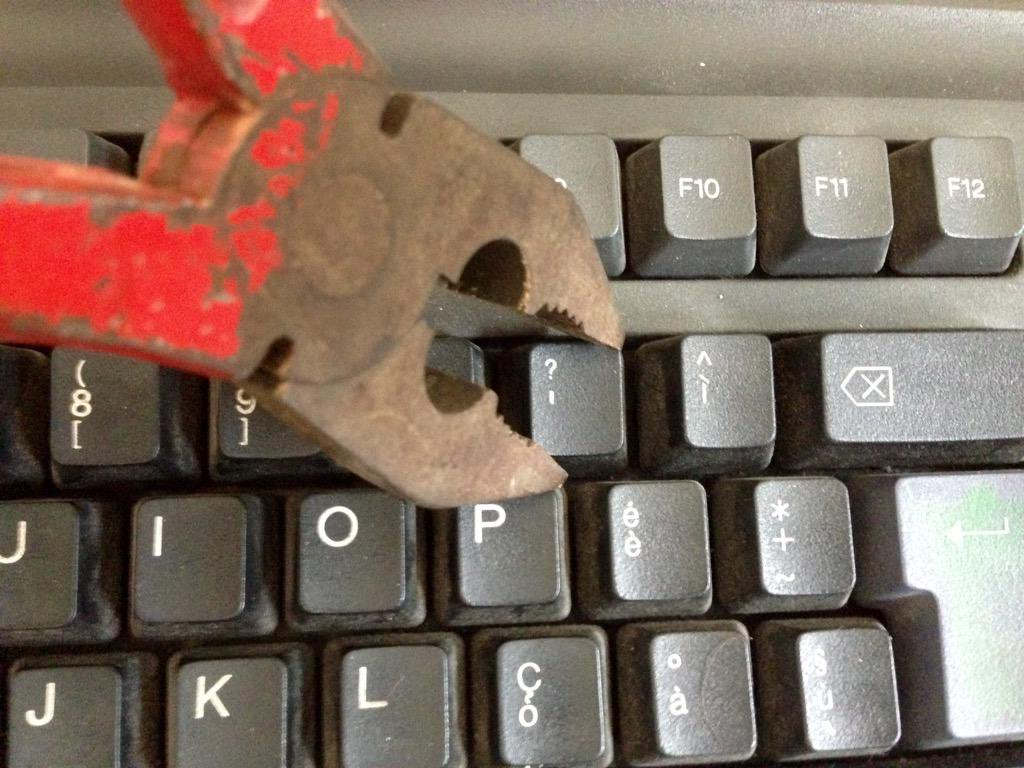 F10 F11 F12
( 8 [
9 ]
? '
^ ì
J I O P
é è
* + ~
J K L
Ç ò
° à
§ ù